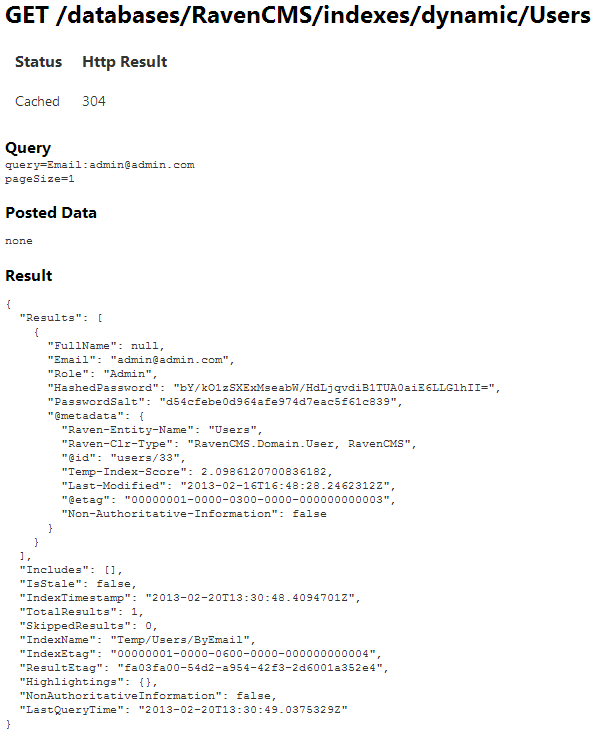 GET /databases/RavenCMS/indexes/dynamic/Users
Status Http Result
Cached 304
Query
query=Email:admin@admin.com
pageSize=1
Posted Data
none
Result
{
  "Results": [
    {
      "FullName": null,
      "Email": "admin@admin.com",
      "Role": "Admin",
      "HashedPassword": "bY/kO1zSXExMseabW/HdLjqvdiB1TUA0aiE6LLGlhII=",
      "PasswordSalt": "d54cfebe0d964afe974d7eac5f61c839",
      "@metadata": {
        "Raven-Entity-Name": "Users",
        "Raven-Clr-Type": "RavenCMS.Domain.User, RavenCMS",
        "@id": "users/33",
        "Temp-Index-Score": 2.0986120700836182,
        "Last-Modified": "2013-02-16T16:48:28.2462312Z",
        "@etag": "00000001-0000-0300-0000-000000000003",
        "Non-Authoritative-Information": false
      }
    }
  ],
  "Includes": [],
  "IsStale": false,
  "IndexTimestamp": "2013-02-20T13:30:48.4094701Z",
  "TotalResults": 1,
  "SkippedResults": 0,
  "IndexName": "Temp/Users/ByEmail",
  "IndexEtag": "00000001-0000-0600-0000-000000000004",
  "ResultEtag": "fa03fa00-54d2-a954-42f3-2d6001a352e4",
  "Highlightings": {},
  "NonAuthoritativeInformation": false,
  "LastQueryTime": "2013-02-20T13:30:49.0375329Z"
}